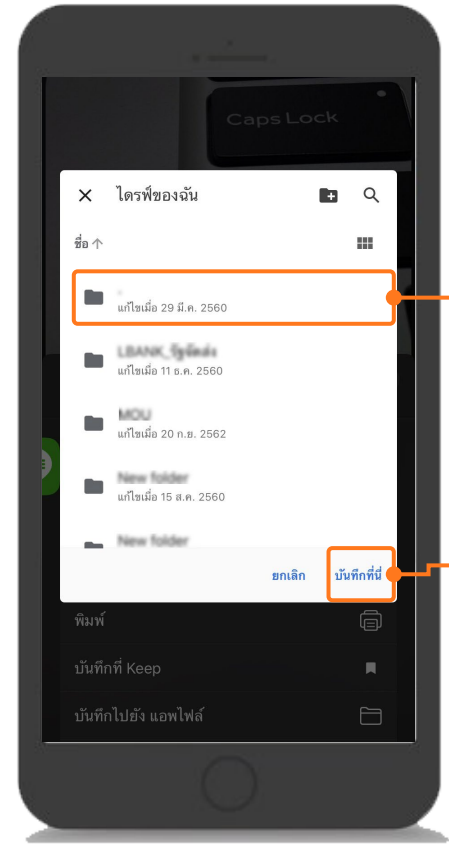 Caps Lock
ไดรฟ์ของฉัน
ชื่อ
แก้ไขเมื่อ 29 มี.ค. 2560
แก้ไขเมื่อ 11 ธ.ค. 2560
MOU
แก้ไขเมื่อ 20 ก.ย. 2562
New folder
แก้ไขเมื่อ 15 ส.ค. 2560
New folder
ยกเลิก บันทึกที่นี่
พิมพ์
บันทึกที่ Keep
บันทึกไปยัง แอพไฟล์